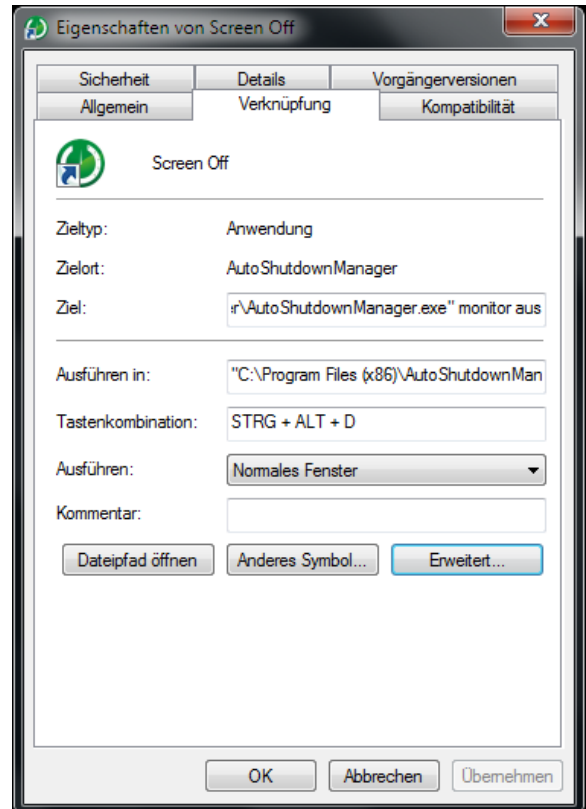 Eigenschaften von Screen Off
Sicherheit Details Vorgängerversionen
Allgemein Verknüpfung Kompatibilität
Screen Off
Zieltyp: Anwendung
Zielort: AutoShutdownManager
Ziel: r\AutoShutdownManager.exe" monitor aus
Ausführen in: "C:\Program Files (x86)\AutoShutdownMan
Tastenkombination: STRG + ALT + D
Ausführen: Normales Fenster
Kommentar:
Dateipfad öffnen Anderes Symbol... Erweitert...
OK Abbrechen Übernehmen